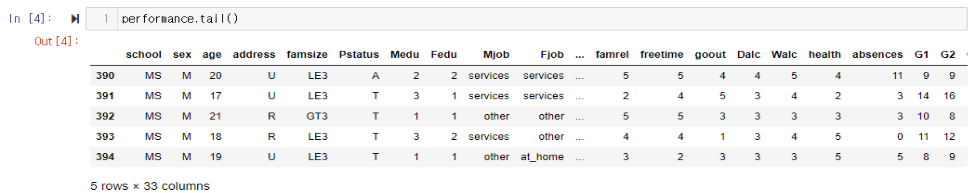 In [4]: 1 performance.tail()
Out[4]:
school sex age address famsize Pstatus Medu Fedu Mjob Fjob ... famrel freetime goout Dalc Walc health absences G1 G2
390 MS M 20 U LE3 A 2 2 services services ... 5 5 4 4 5 4 11 9 9
391 MS M 17 U LE3 T 3 1 services services ... 2 4 5 3 4 2 3 14 16
392 MS M 21 R GT3 T 1 1 other other ... 5 5 3 3 3 3 3 10 8
393 MS M 18 R LE3 T 3 2 services other ... 4 4 1 3 4 5 0 11 12
394 MS M 19 U LE3 T 1 1 other at_home ... 3 2 3 3 3 5 5 8 9
5 rows × 33 columns